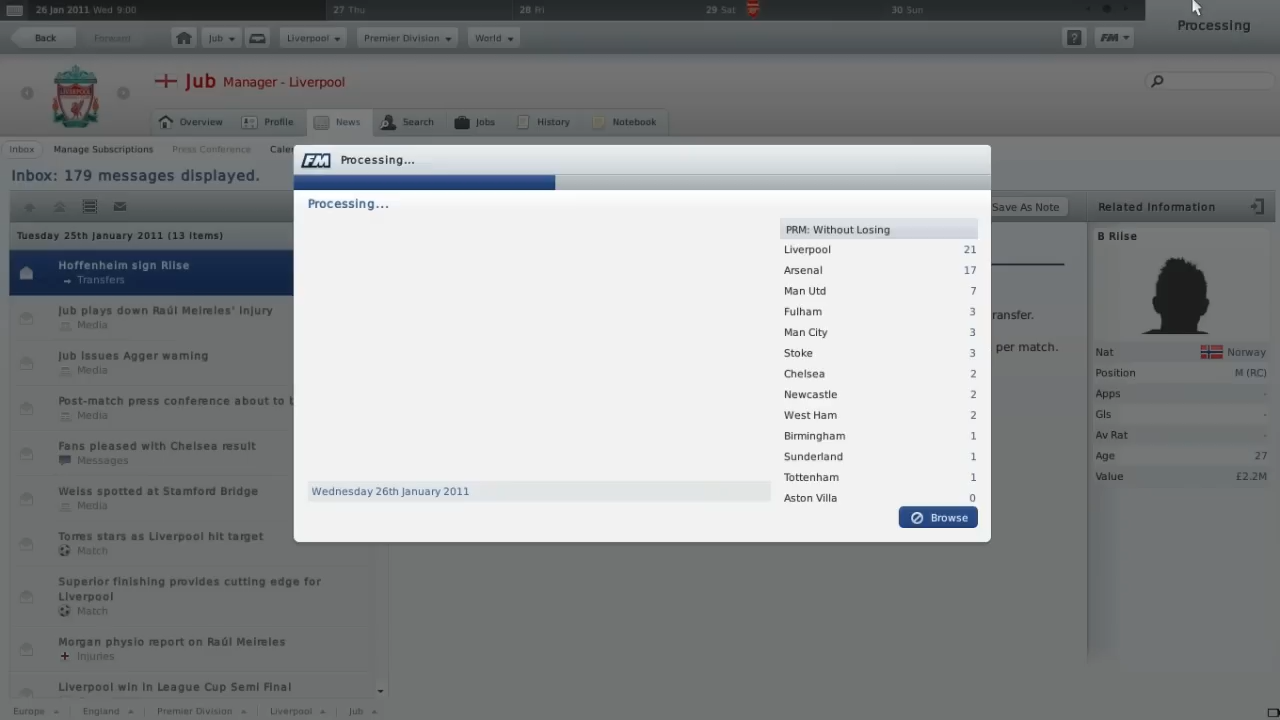 26 Jan 2011 Wed 9:00
27 Thu
28 Fri
29 Sat
30 Sun
Processing
Back
Forward
Jub
Liverpool
Premier Division
World
?
FM
Jub Manager - Liverpool
Overview
Profile
News
Search
Jobs
History
Notebook
Inbox
Manage Subscriptions
Press Conference
Inbox: 179 messages displayed.
Save As Note
Related Information
Tuesday 25th January 2011 (13 items)
Hoffenheim sign Riise
Transfers
Jub plays down Raúl Meireles' injury
Media
Jub issues Agger warning
Media
Post-match press conference about to b
Media
Fans pleased with Chelsea result
Messages
Weiss spotted at Stamford Bridge
Media
Torres stars as Liverpool hit target
Match
Superior finishing provides cutting edge for
Liverpool
Match
Morgan physio report on Raúl Meireles
Injuries
Liverpool win in League Cup Semi Final
FM Processing...
Processing...
PRM: Without Losing
Liverpool 21
Arsenal 17
Man Utd 7
Fulham 3
Man City 3
Stoke 3
Chelsea 2
Newcastle 2
West Ham 2
Birmingham 1
Sunderland 1
Tottenham 1
Aston Villa 0
Wednesday 26th January 2011
Browse
ransfer.
per match.
B Riise
Nat Norway
Position M (RC)
Apps -
Gls -
Av Rat -
Age 27
Value £2.2M
Europe
England
Premier Division
Liverpool
Jub